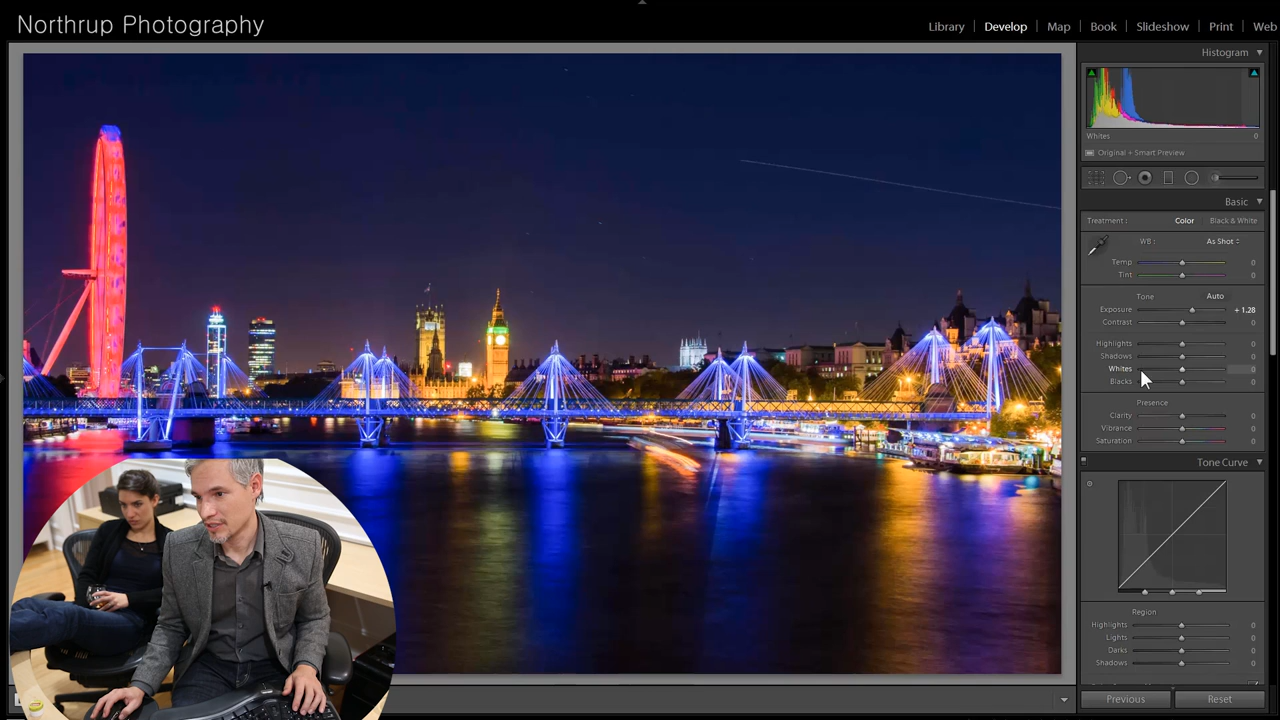 Northrup Photography
Library Develop Map Book Slideshow Print Web
Histogram
Whites 0
Original + Smart Preview
Basic
Treatment : Color Black & White
WB : As Shot
Temp 0
Tint 0
Tone Auto
Exposure + 1.28
Contrast 0
Highlights 0
Shadows 0
Whites 0
Blacks 0
Presence
Clarity 0
Vibrance 0
Saturation 0
Tone Curve
Region
Highlights 0
Lights 0
Darks 0
Shadows 0
Previous Reset